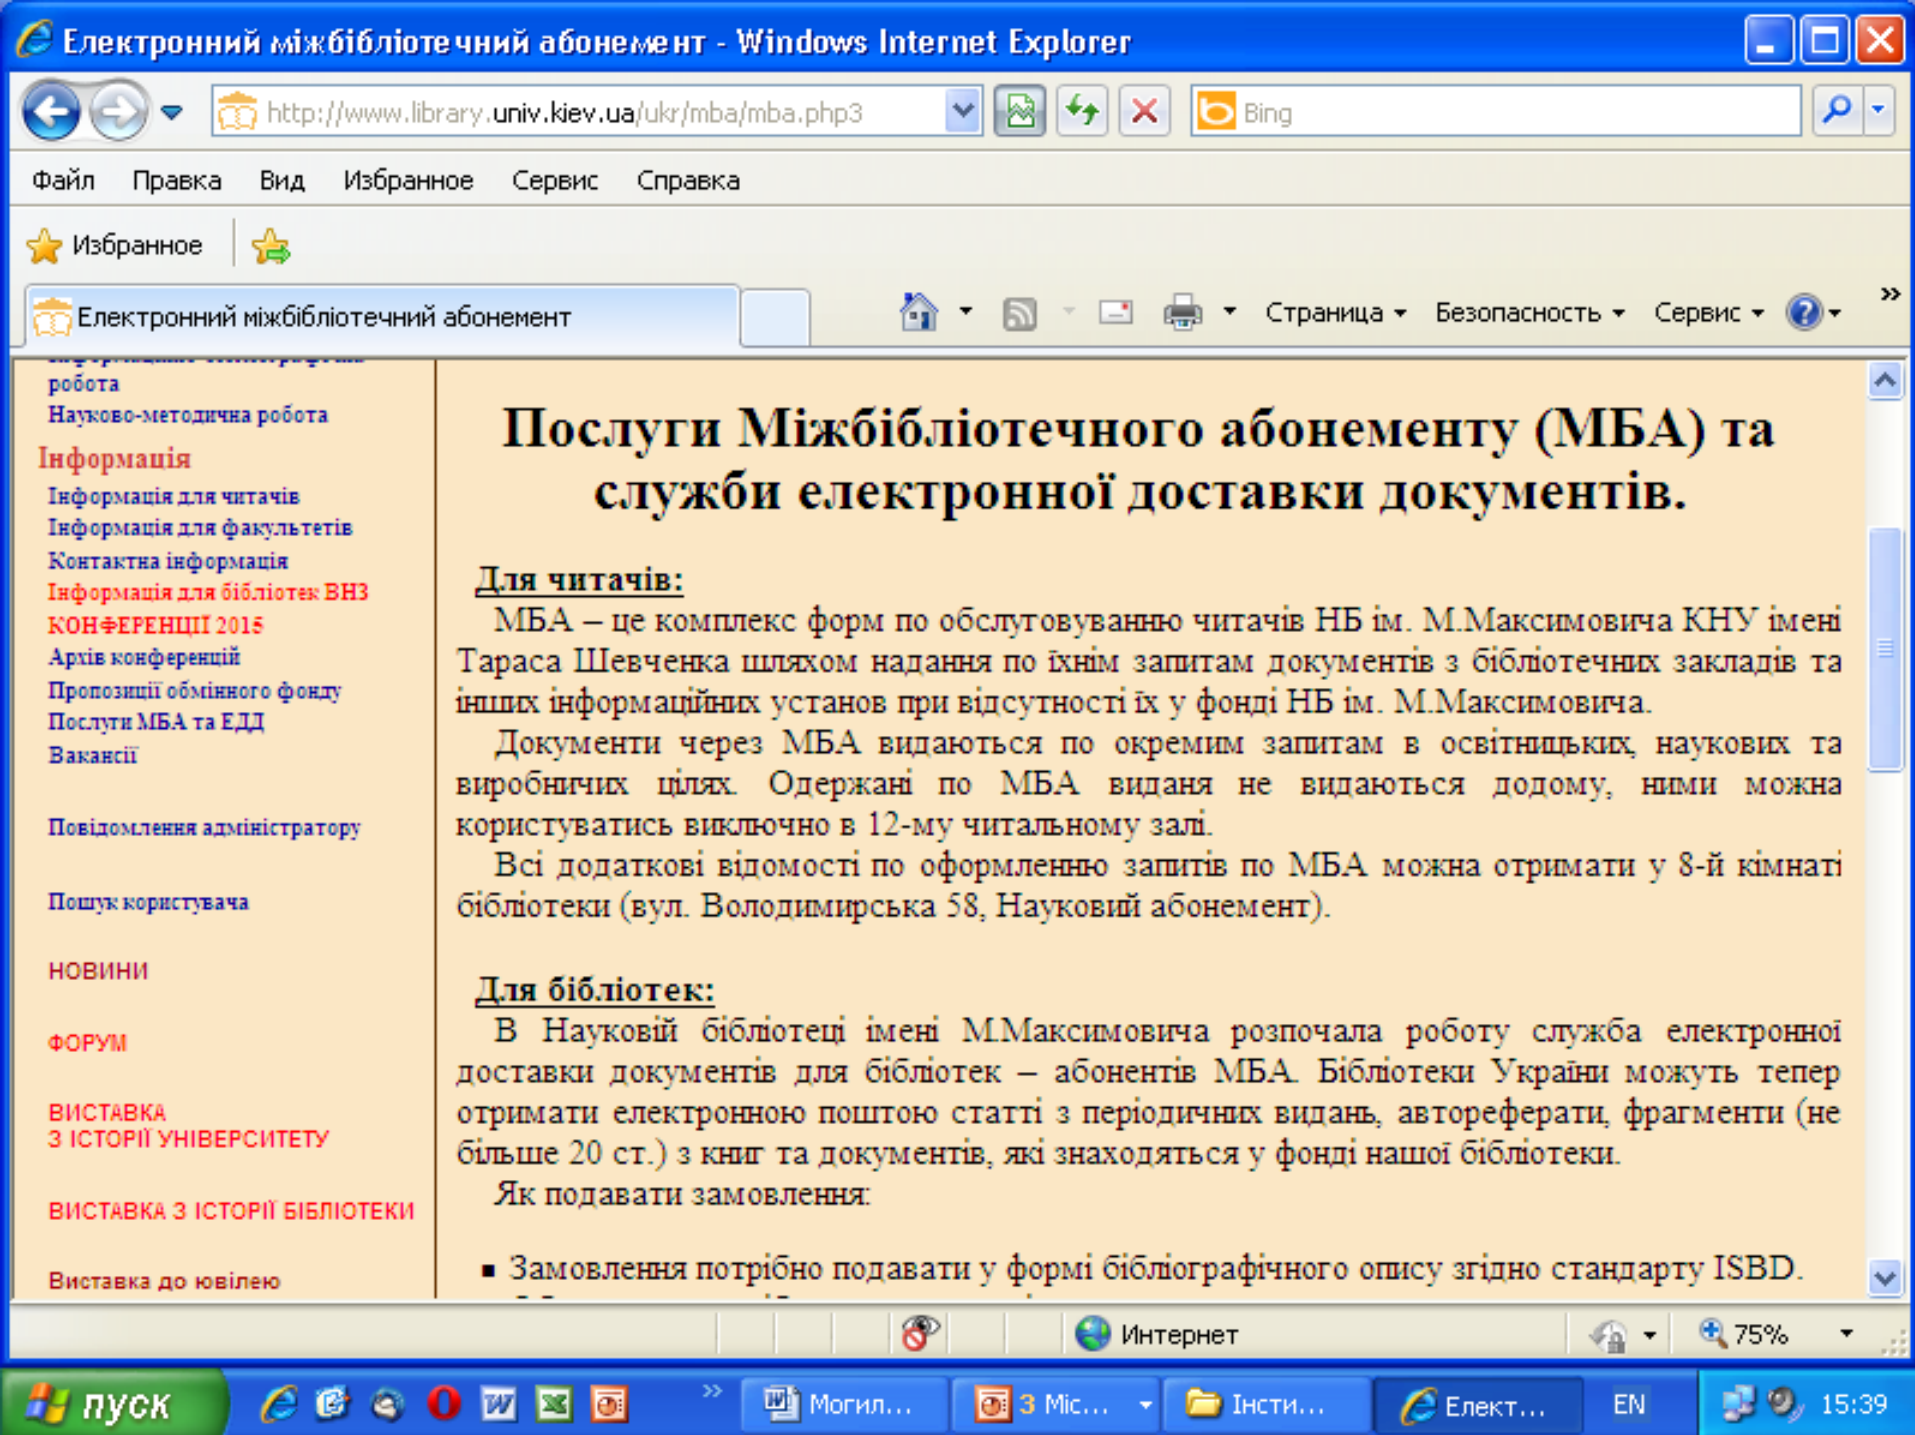 Електронний міжбібліотечний абонемент - Windows Internet Explorer
http://www.library.univ.kiev.ua/ukr/mba/mba.php3
Bing
Файл Правка Вид Избранное Сервис Справка
Избранное
Електронний міжбібліотечний абонемент
Страница Безопасность Сервис »
робота
Науково-методична робота
Інформація
Інформація для читачів
Інформація для факультетів
Контактна інформація
Інформація для бібліотек ВНЗ
КОНФЕРЕНЦІЇ 2015
Архів конференцій
Пропозиції обмінного фонду
Послуги МБА та ЕДД
Вакансії
Повідомлення адміністратору
Пошук користувача
НОВИНИ
ФОРУМ
ВИСТАВКА
З ІСТОРІЇ УНІВЕРСИТЕТУ
ВИСТАВКА З ІСТОРІЇ БІБЛІОТЕКИ
Виставка до ювілею
Послуги Міжбібліотечного абонементу (МБА) та
служби електронної доставки документів.
Для читачів:
МБА – це комплекс форм по обслуговуванню читачів НБ ім. М.Максимовича КНУ імені
Тараса Шевченка шляхом надання по їхнім запитам документів з бібліотечних закладів та
інших інформаційних установ при відсутності їх у фонді НБ ім. М.Максимовича.
Документи через МБА видаються по окремим запитам в освітницьких, наукових та
виробничих цілях. Одержані по МБА виданя не видаються додому, ними можна
користуватись виключно в 12-му читальному залі.
Всі додаткові відомості по оформленню запитів по МБА можна отримати у 8-й кімнаті
бібліотеки (вул. Володимирська 58, Науковий абонемент).
Для бібліотек:
В Науковій бібліотеці імені М.Максимовича розпочала роботу служба електронної
доставки документів для бібліотек – абонентів МБА. Бібліотеки України можуть тепер
отримати електронною поштою статті з періодичних видань, автореферати, фрагменти (не
більше 20 ст.) з книг та документів, які знаходяться у фонді нашої бібліотеки.
Як подавати замовлення:
▪ Замовлення потрібно подавати у формі бібліографічного опису згідно стандарту ISBD.
Интернет 75%
пуск » Могил... 3 Міс... Інсти... Елект... EN 15:39